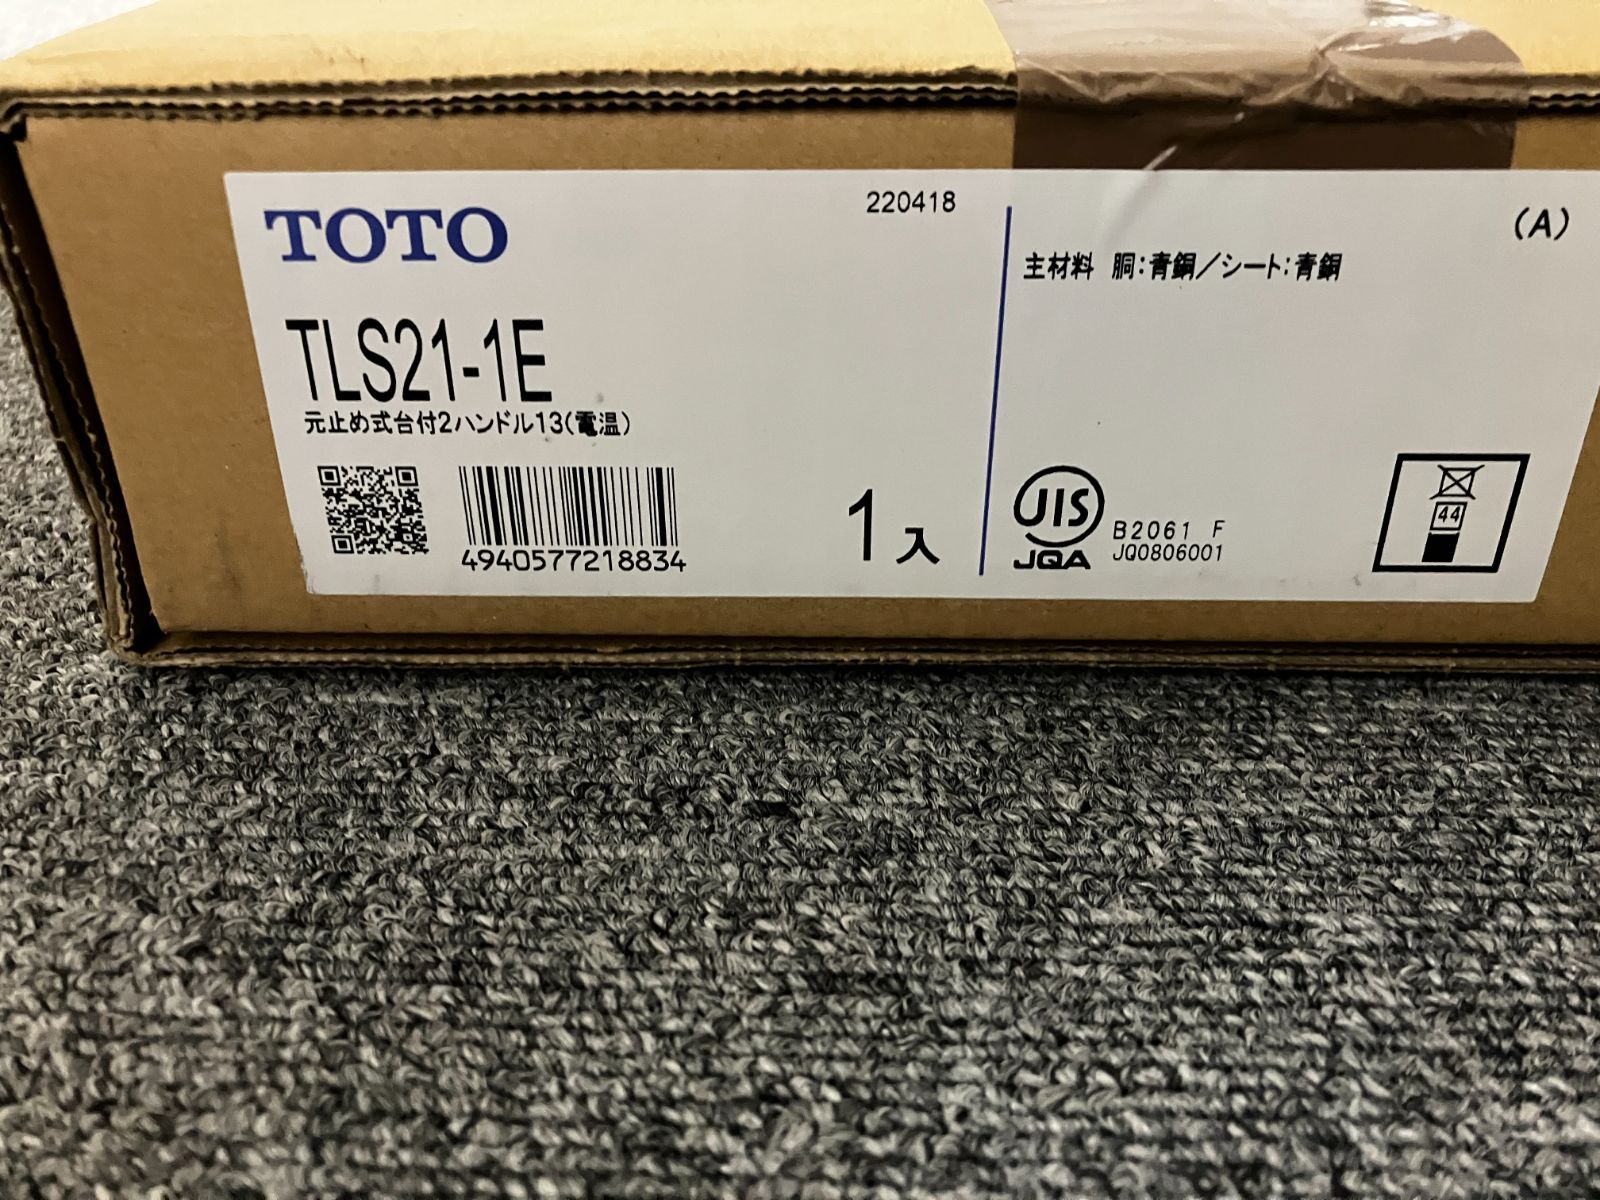 TOTO
220418
TLS21-1E
元止め式台付2ハンドル13(電温)
4940577218834
1入
(A)
主材料 胴:青銅/シート:青銅
JIS
JQA
B2061 F
JQ0806001
44